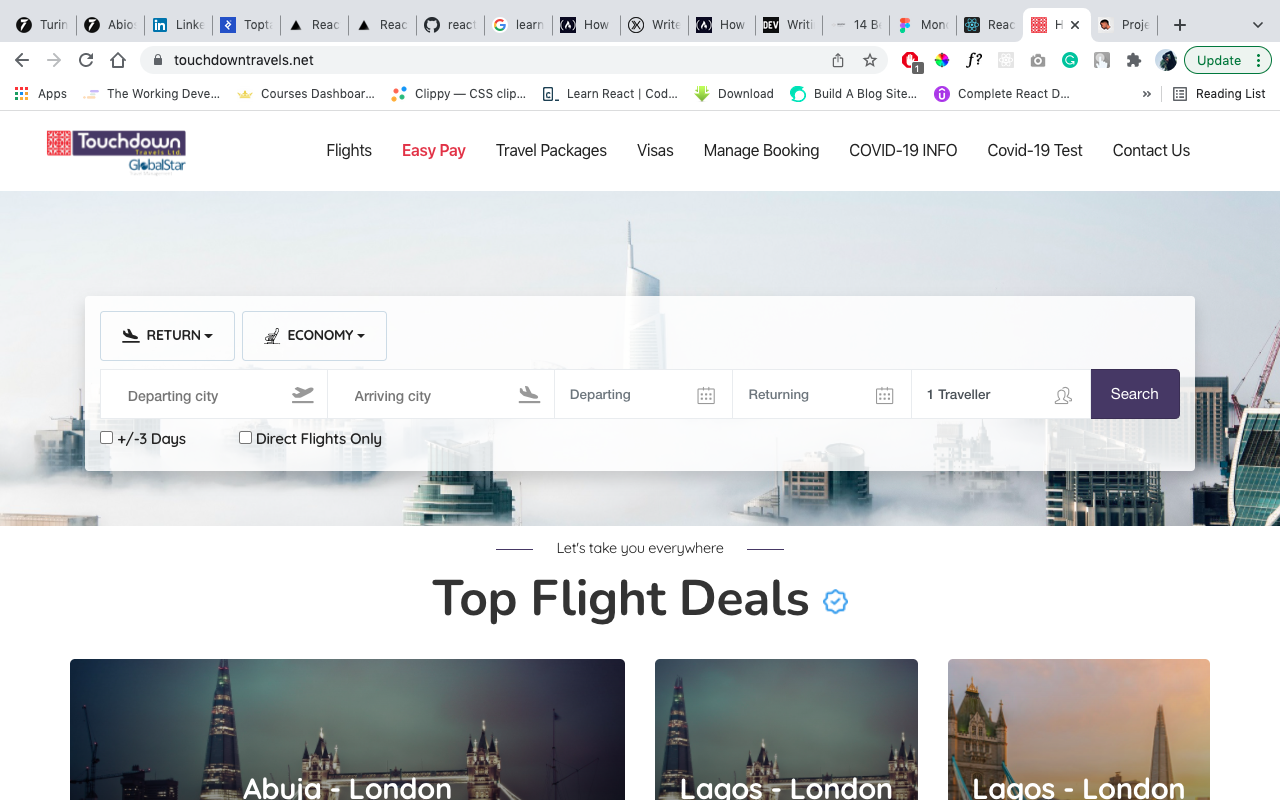 Turin Abio Linke Topta Reac Reac react learn How Write How DEV Writi 14 B Mono Reac H Proje
touchdowntravels.net f? 1 Update
Apps The Working Deve... Courses Dashboar... Clippy — CSS clip... Learn React | Cod... Download Build A Blog Site... Complete React D... » Reading List
Touchdown
Travels Ltd.
GlobalStar
Flights Easy Pay Travel Packages Visas Manage Booking COVID-19 INFO Covid-19 Test Contact Us
RETURN ECONOMY
Departing city Arriving city Departing Returning 1 Traveller Search
+/-3 Days Direct Flights Only
Let's take you everywhere
Top Flight Deals
Abuja - London Lagos - London Lagos - London